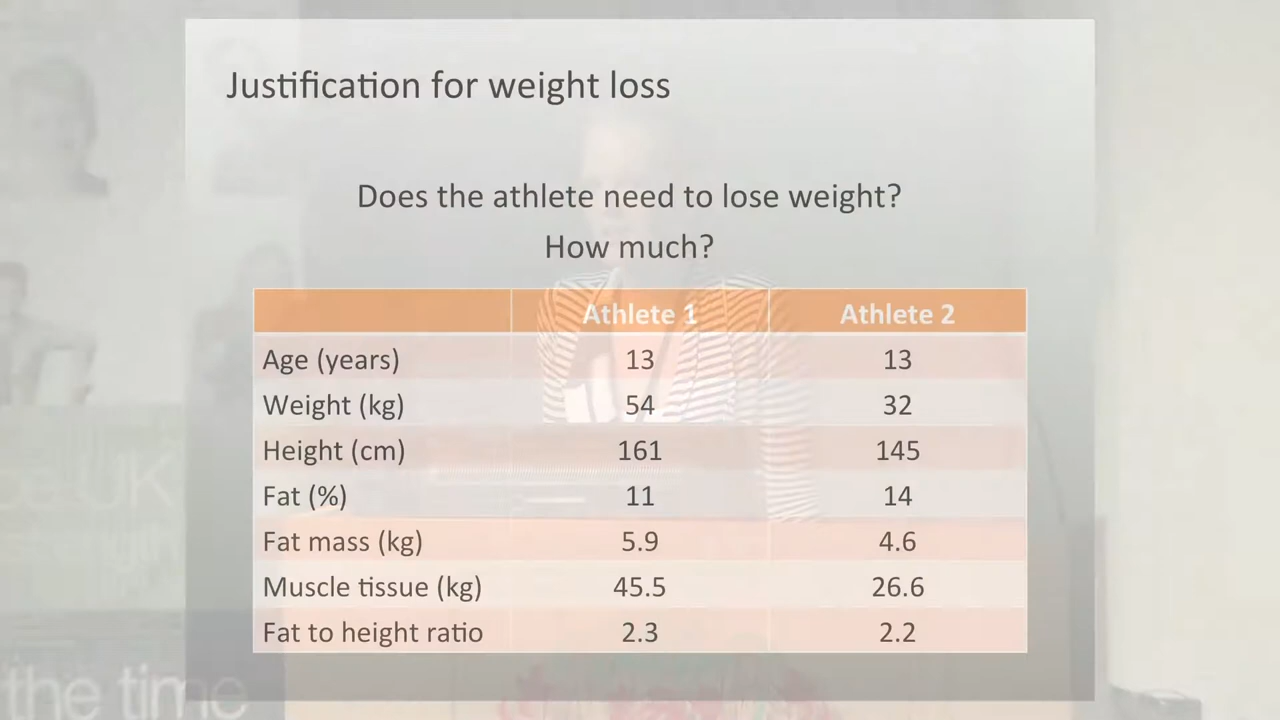 Justification for weight loss
Does the athlete need to lose weight?
How much?
Athlete 1 Athlete 2
Age (years) 13 13
Weight (kg) 54 32
Height (cm) 161 145
Fat (%) 11 14
Fat mass (kg) 5.9 4.6
Muscle tissue (kg) 45.5 26.6
Fat to height ratio 2.3 2.2
UK
the time